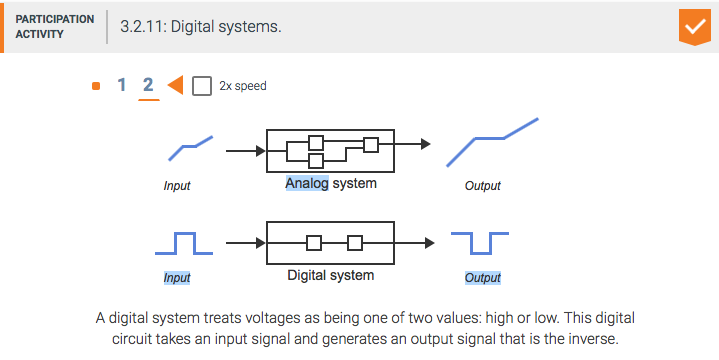 PARTICIPATION
ACTIVITY
3.2.11: Digital systems.
1 2 2x speed
Input
Analog system
Output
Input
Digital system
Output
A digital system treats voltages as being one of two values: high or low. This digital
circuit takes an input signal and generates an output signal that is the inverse.